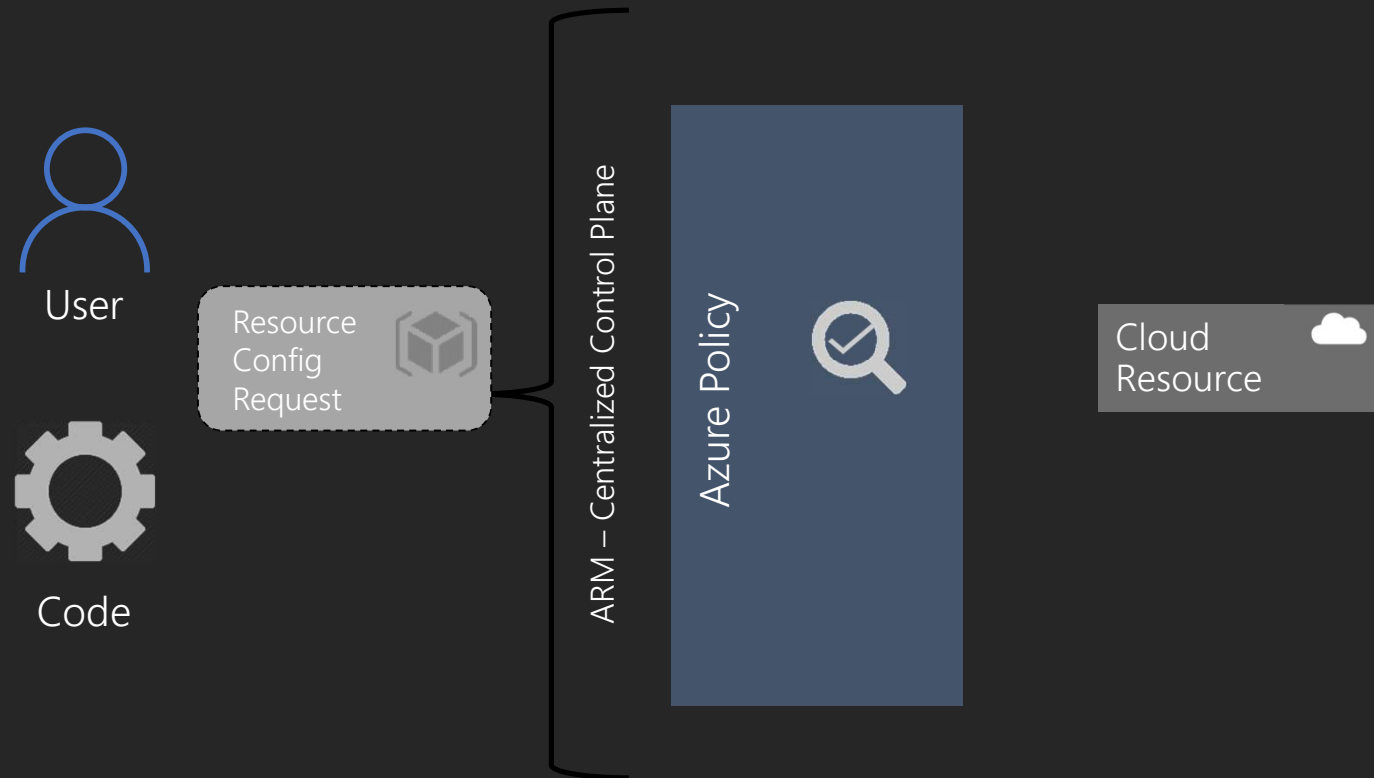 User
Code
Resource
Config
Request
ARM – Centralized Control Plane
Azure Policy
Cloud
Resource